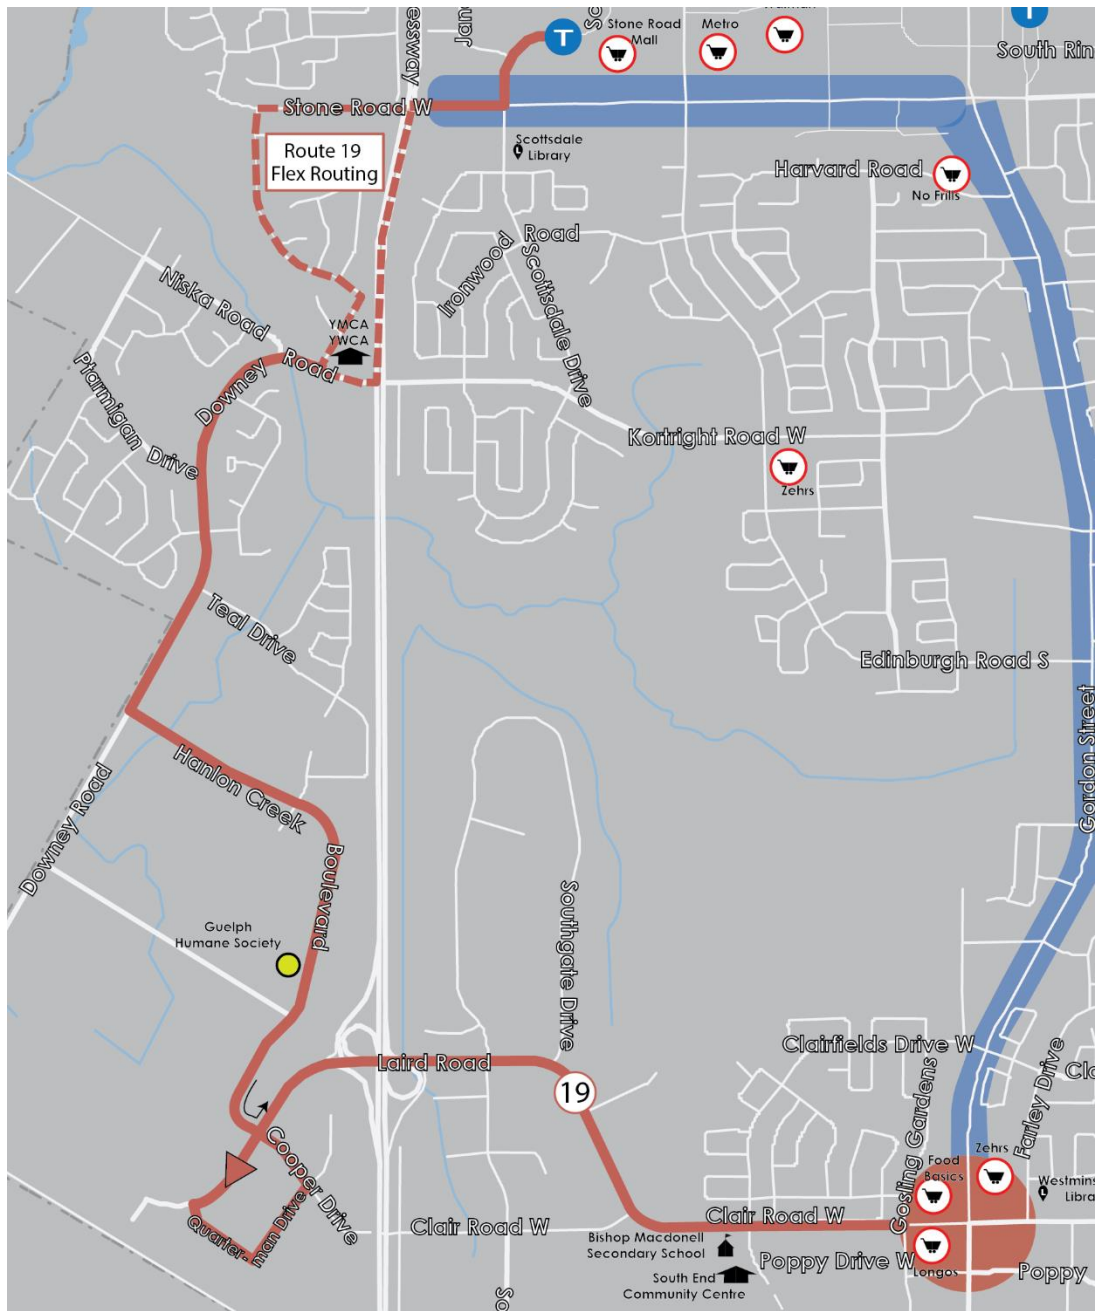 Stone Road
Mall
Metro
South Rin
Stone Road W
Route 19
Flex Routing
Scottsdale
Library
Harvard Road
No Frills
Ironwood
Road
Scottsdale Drive
Niska Road
YMCA
YWCA
Downey
Road
Ptarmigan Drive
Kortright Road W
Zehrs
Teal Drive
Edinburgh Road S
Gordon Street
Hanlon Creek
Boulevard
Downey Road
Guelph
Humane Society
Southgate Drive
Laird Road
19
Clairfields Drive W
Gosling Gardens
Farley Drive
Cooper Drive
Quarter-
man Drive
Food
Basics
Zehrs
Clair Road W
Clair Road W
Bishop Macdonell
Secondary School
Poppy Drive W
Longos
Poppy
South End
Community Centre